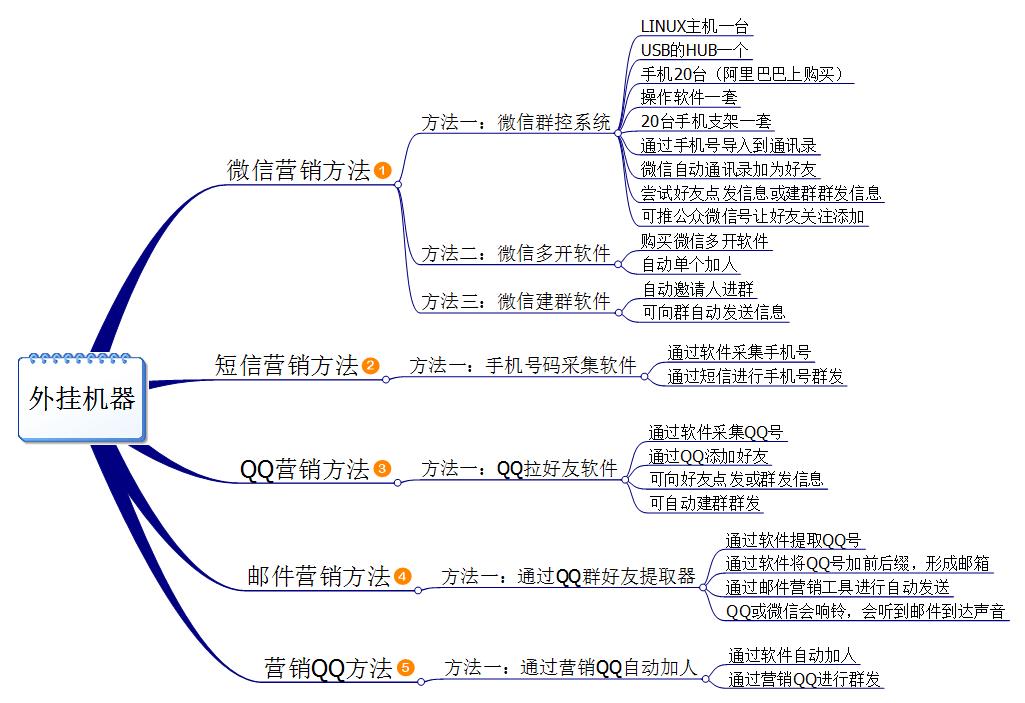 外挂机器
微信营销方法 1
方法一：微信群控系统
LINUX主机一台
USB的HUB一个
手机20台（阿里巴巴上购买）
操作软件一套
20台手机支架一套
通过手机号导入到通讯录
微信自动通讯录加为好友
尝试好友点发信息或建群群发信息
可推公众微信号让好友关注添加
方法二：微信多开软件
购买微信多开软件
自动单个加人
方法三：微信建群软件
自动邀请人进群
可向群自动发送信息
短信营销方法 2
方法一：手机号码采集软件
通过软件采集手机号
通过短信进行手机号群发
QQ营销方法 3
方法一：QQ拉好友软件
通过软件采集QQ号
通过QQ添加好友
可向好友点发或群发信息
可自动建群群发
邮件营销方法 4
方法一：通过QQ群好友提取器
通过软件提取QQ号
通过软件将QQ号加前后缀，形成邮箱
通过邮件营销工具进行自动发送
QQ或微信会响铃，会听到邮件到达声音
营销QQ方法 5
方法一：通过营销QQ自动加人
通过软件自动加人
通过营销QQ进行群发